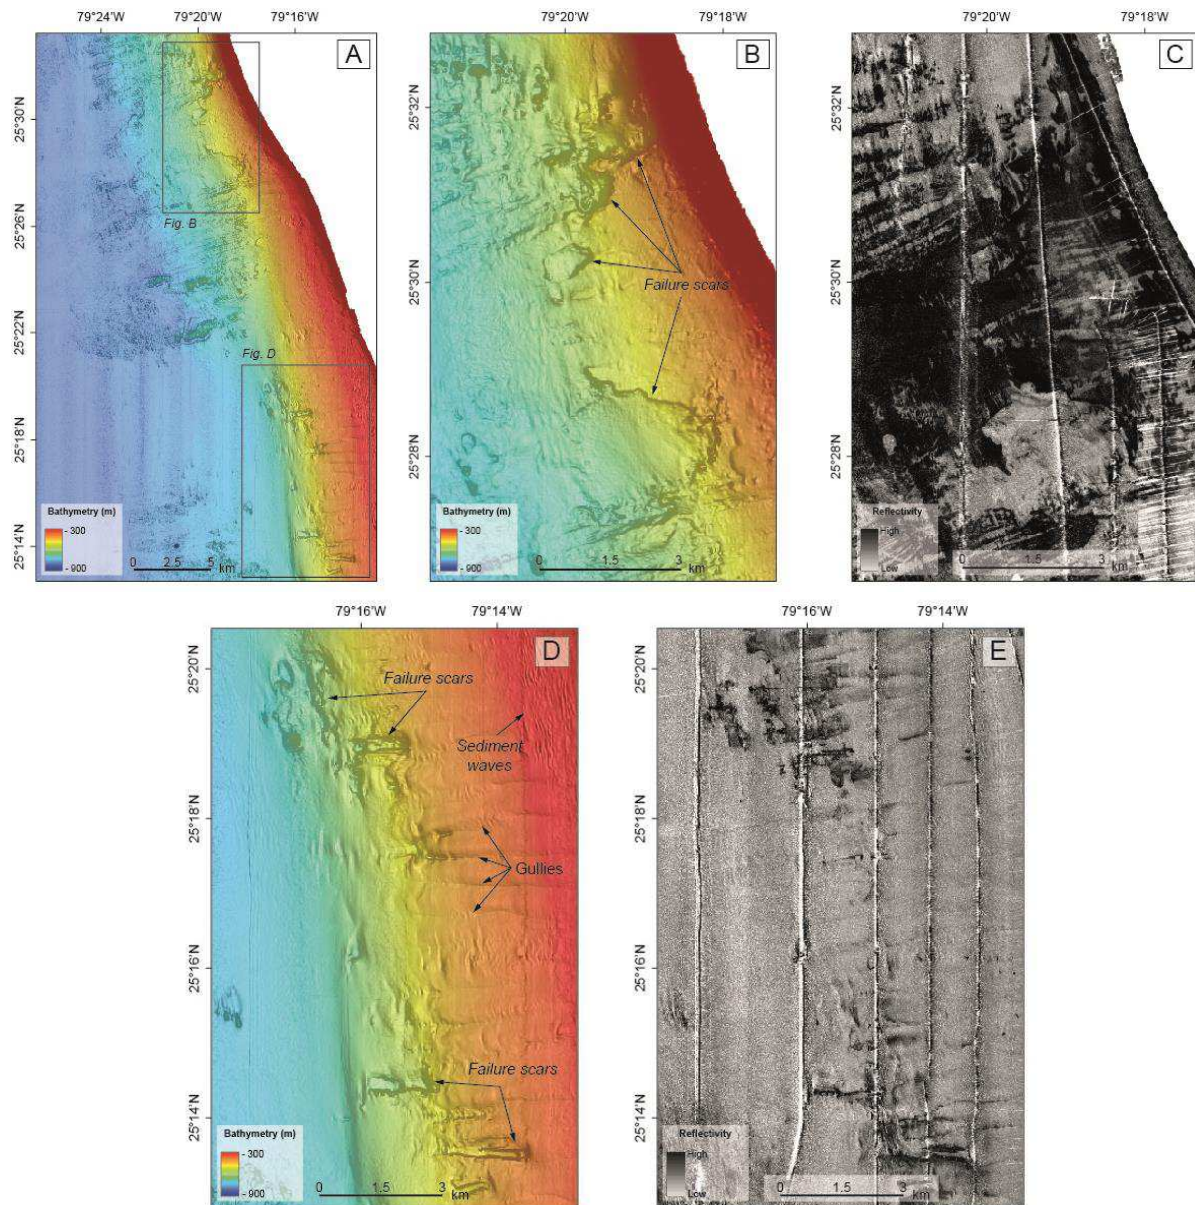 79°24'W 79°20'W 79°16'W
A
25°30'N
25°26'N
25°22'N
25°18'N
25°14'N
Fig. B
Fig. D
Bathymetry (m)
- 300
- 900
0 2.5 5
km
79°20'W 79°18'W
B
25°32'N
25°30'N
25°28'N
Failure scars
Bathymetry (m)
- 300
- 900
0 1.5 3
km
79°20'W 79°18'W
C
25°32'N
25°30'N
25°28'N
Reflectivity
High
Low
0 1.5 3
km
79°16'W 79°14'W
D
25°20'N
25°18'N
25°16'N
25°14'N
Failure scars
Sediment
waves
Gullies
Failure scars
Bathymetry (m)
- 300
- 900
0 1.5 3
km
79°16'W 79°14'W
E
25°20'N
25°18'N
25°16'N
25°14'N
Reflectivity
High
Low
0 1.5 3
km